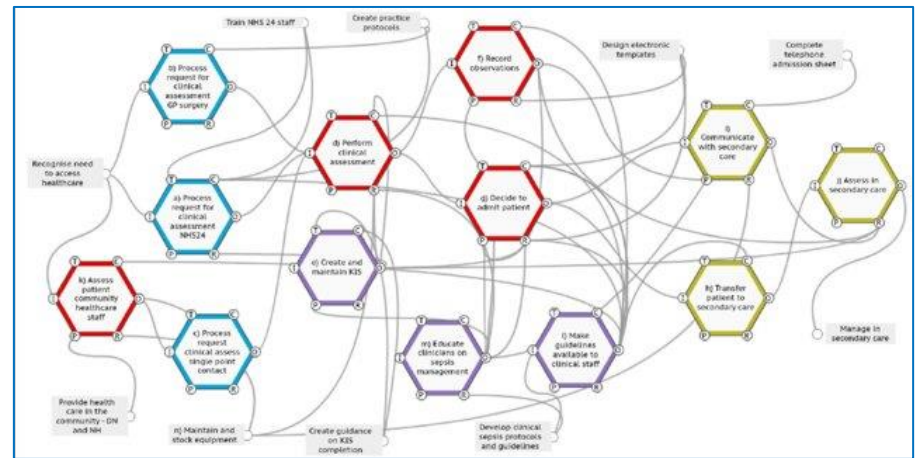 Train NHS 24 staff
Create practice
protocols
b) Process
request for
clinical
assessment
GP surgery
f) Record
observations
Design electronic
templates
Complete
telephone
admission sheet
d) Perform
clinical
assessment
Communicate
with secondary
care
Recognise need
to access
healthcare
a) Process
request for
clinical
assessment
NHS24
g) Decide to
admit patient
j) Assess in
secondary care
e) Create and
maintain KIS
k) Assess
patient
community
healthcare
staff
h) Transfer
patient to
secondary care
c) Process
request
clinical assess
single point
contact
m) Educate
clinicians on
sepsis
management
Make
guidelines
available to
clinical staff
Manage in
secondary care
Provide health
care in the
community - DN
and NH
n) Maintain and
stock equipment
Create guidance
on KIS
completion
Develop clinical
sepsis protocols
and guidelines